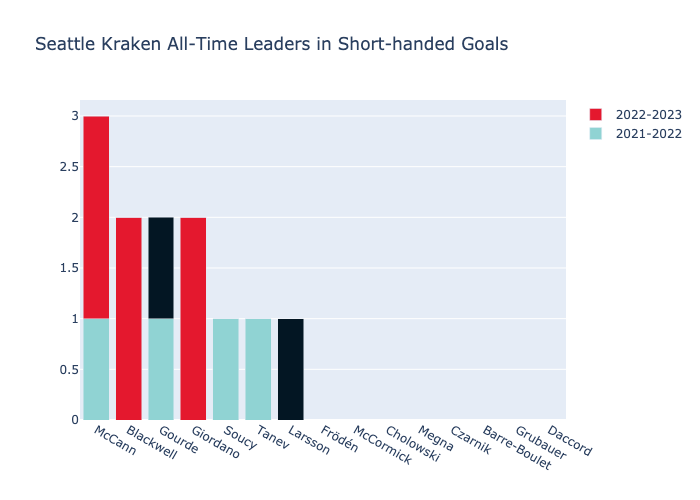 Seattle Kraken All-Time Leaders in Short-handed Goals
3
2.5
2
1.5
1
0.5
0
McCann
Blackwell
Gourde
Giordano
Soucy
Tanev
Larsson
Frödén
McCormick
Cholowski
Megna
Czarnik
Barre-Boulet
Grubauer
Daccord
2022-2023
2021-2022